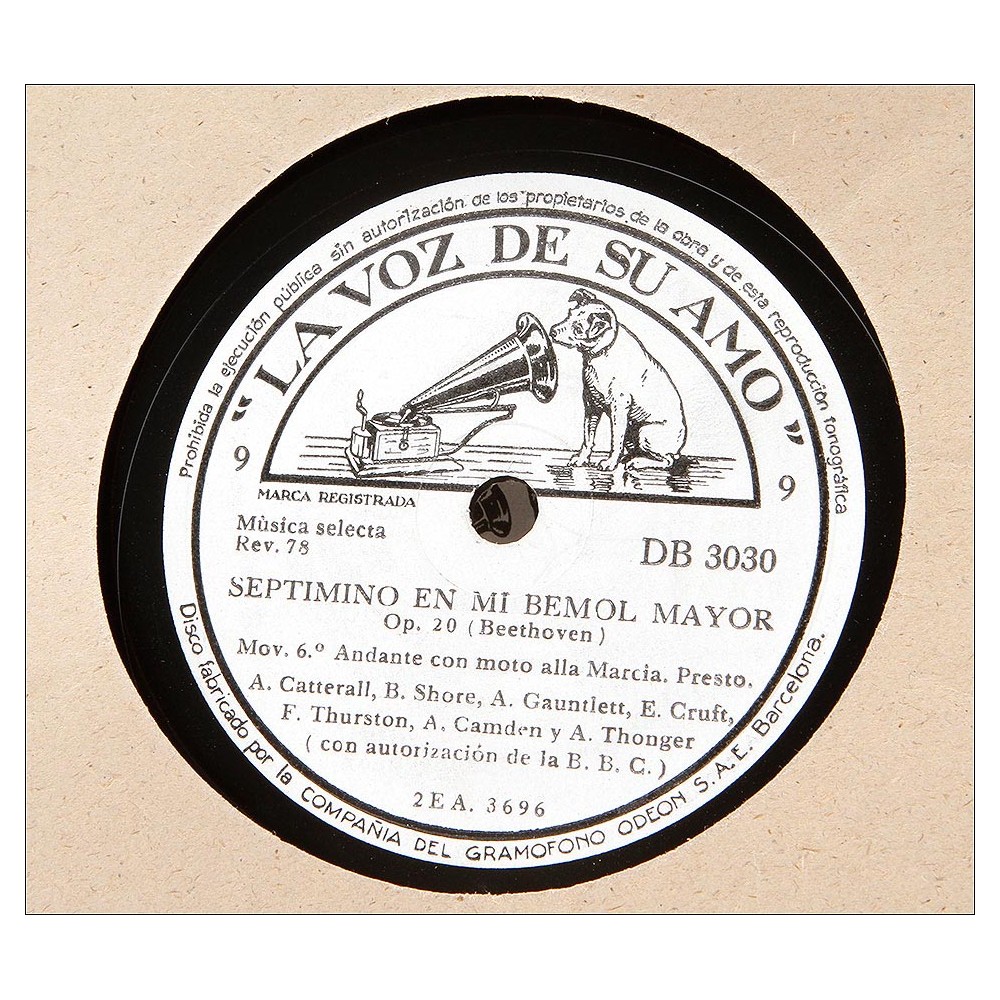 Prohibida la ejecución pública sin autorización de los propietarios de la obra y de esta reproducción fonográfica
"LA VOZ DE SU AMO"
9 9
MARCA REGISTRADA
Mùsica selecta
Rev. 78
DB 3030
SEPTIMINO EN MI BEMOL MAYOR
Op. 20 (Beethoven)
Mov. 6.º Andante con moto alla Marcia. Presto.
A. Catterall, B. Shore, A. Gauntlett, E. Cruft,
F. Thurston, A. Camden y A. Thonger
(con autorización de la B. B. C.)
2EA. 3696
Disco fabricado por la COMPAÑIA DEL GRAMOFONO ODEON S.A.E. Barcelona.